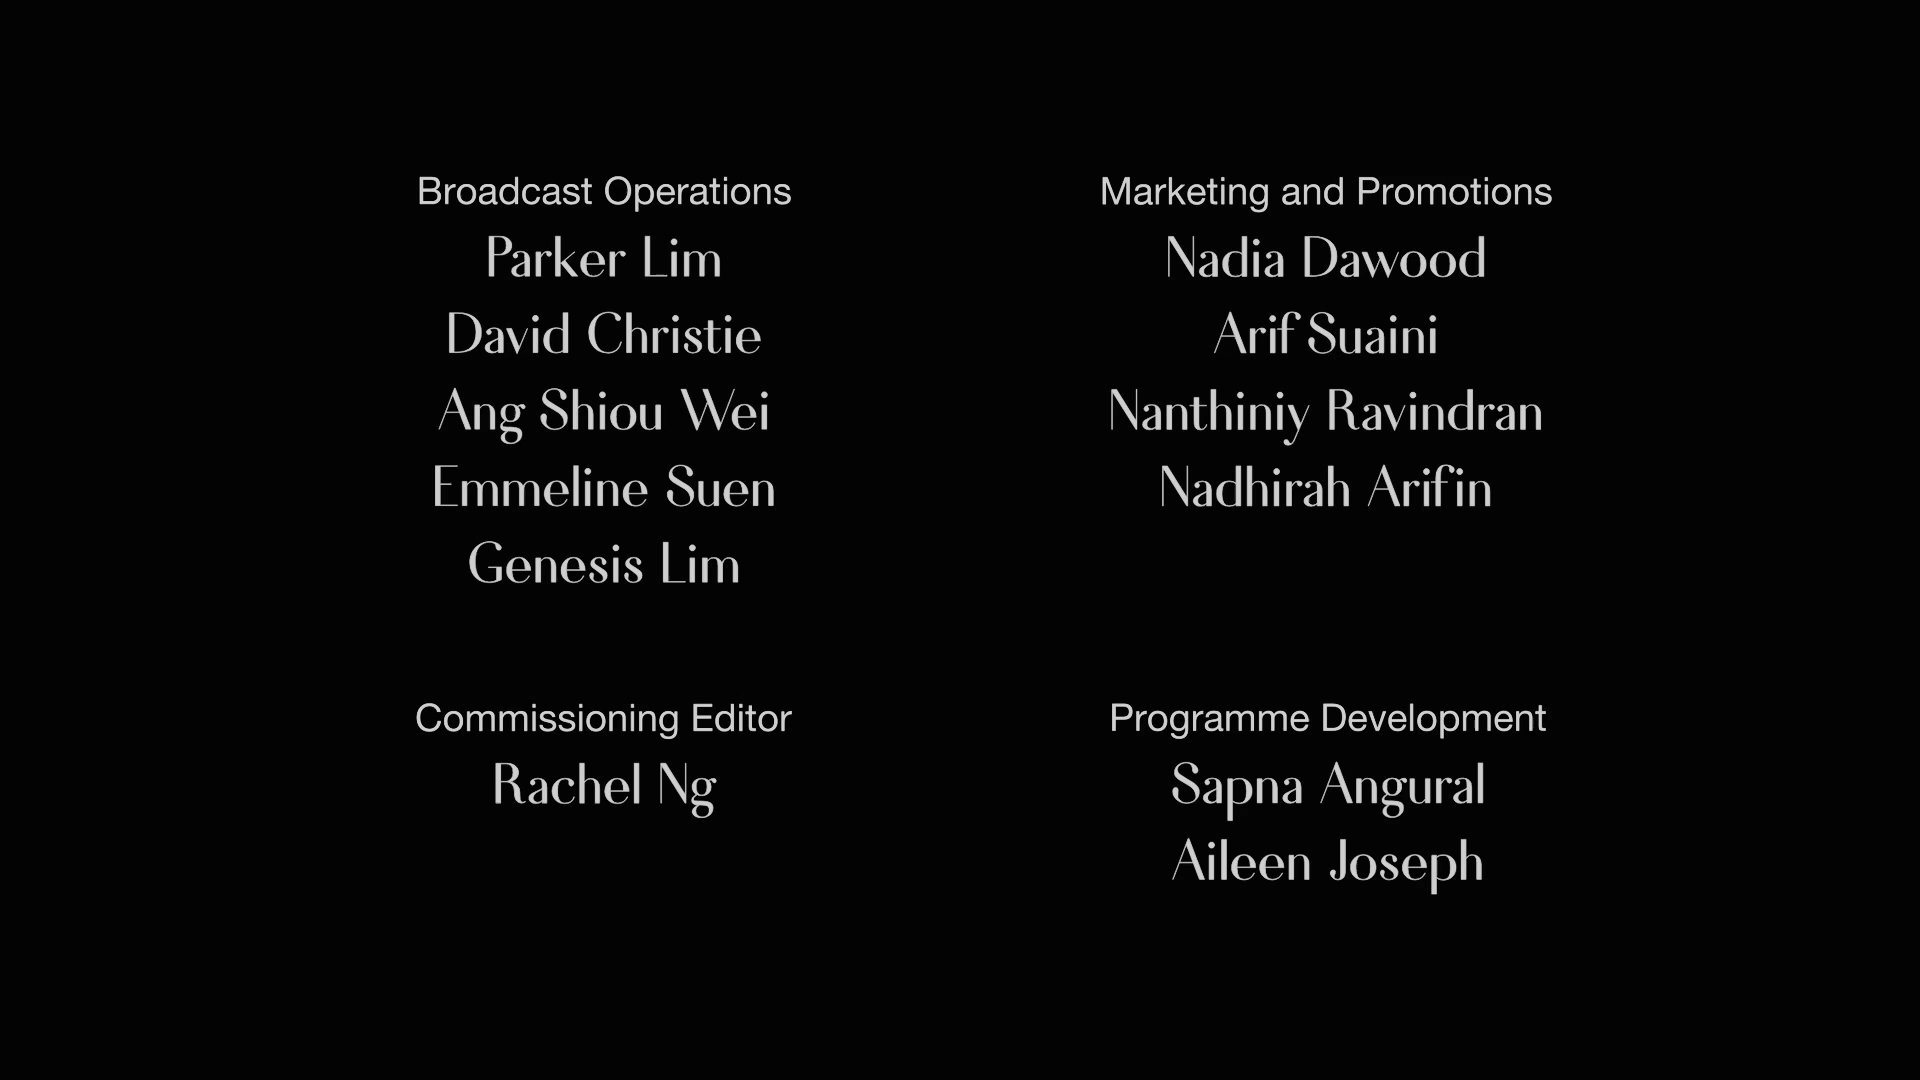 Broadcast Operations
Parker Lim
David Christie
Ang Shiou Wei
Emmeline Suen
Genesis Lim
Marketing and Promotions
Nadia Dawood
Arif Suaini
Nanthiniy Ravindran
Nadhirah Arifin
Commissioning Editor
Rachel Ng
Programme Development
Sapna Angural
Aileen Joseph